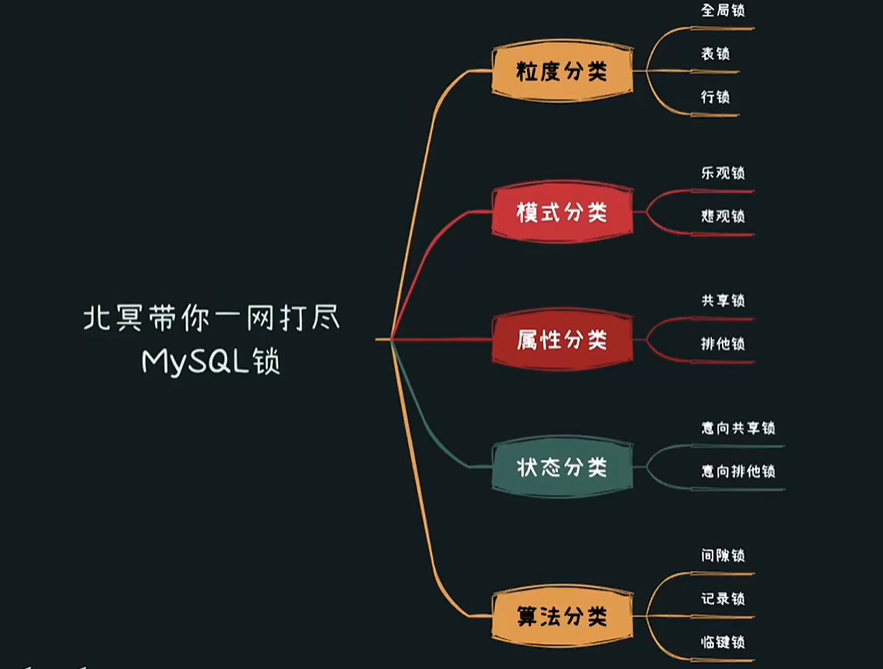 北冥带你一网打尽
MySQL锁
粒度分类
全局锁
表锁
行锁
模式分类
乐观锁
悲观锁
属性分类
共享锁
排他锁
状态分类
意向共享锁
意向排他锁
算法分类
间隙锁
记录锁
临键锁